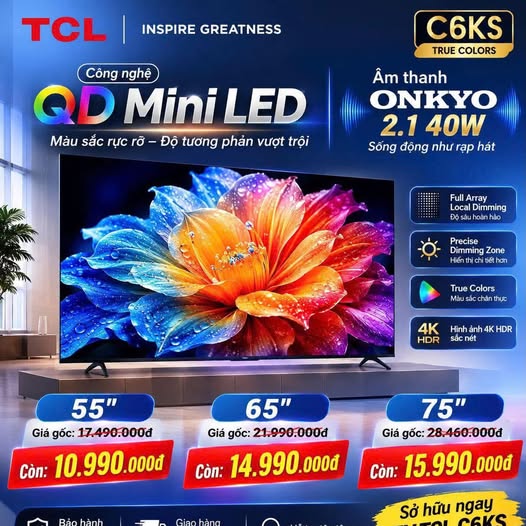 TCL
INSPIRE GREATNESS
C6KS
TRUE COLORS
Công nghệ
QD Mini LED
Màu sắc rực rỡ – Độ tương phản vượt trội
Âm thanh
ONKYO
2.1 40W
Sống động như rạp hát
Full Array
Local Dimming
Độ sâu hoàn hảo
Precise
Dimming Zone
Hiển thị chi tiết hơn
True Colors
Màu sắc chân thực
4K
HDR
Hình ảnh 4K HDR
sắc nét
55"
Giá gốc: 17.490.000đ
Còn: 10.990.000đ
65"
Giá gốc: 21.990.000đ
Còn: 14.990.000đ
75"
Giá gốc: 28.460.000đ
Còn: 15.990.000đ
Bảo hành
Giao hàng
Sở hữu ngay
C6KS